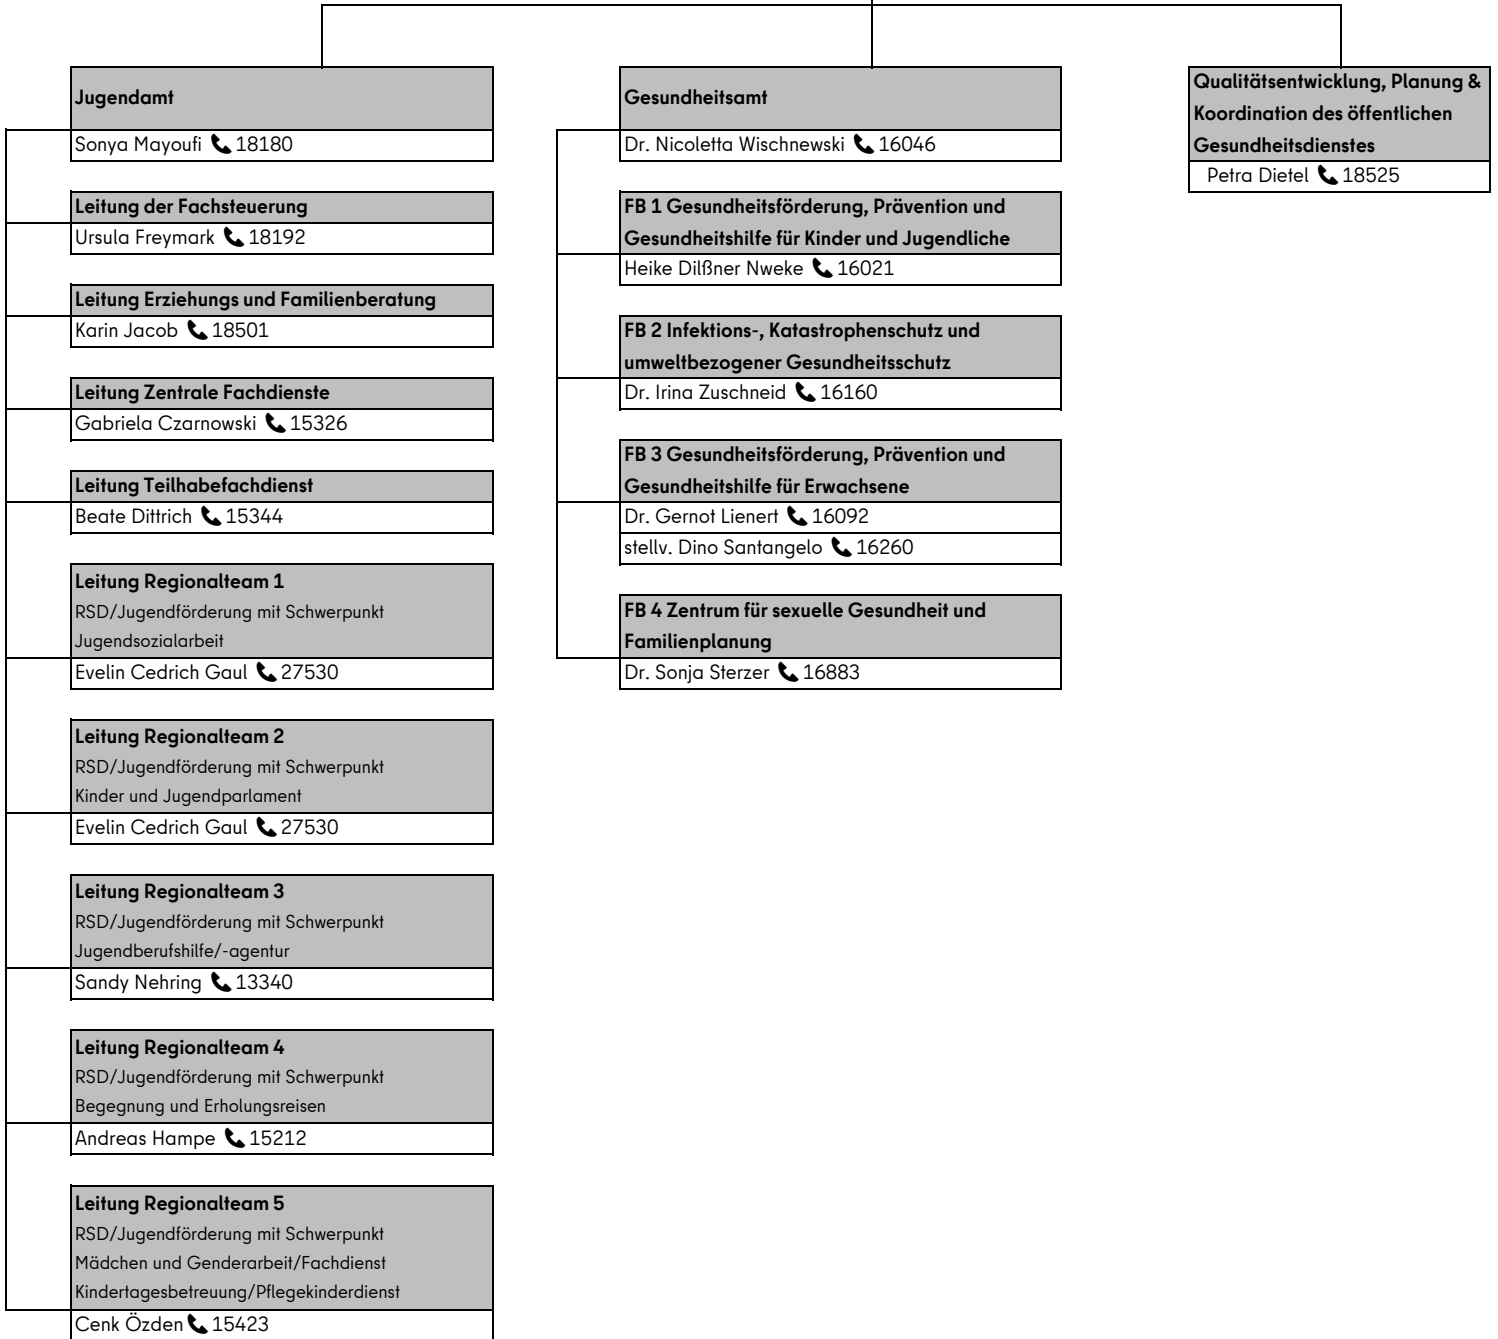 Jugendamt
Sonya Mayoufi 📞 18180
Leitung der Fachsteuerung
Ursula Freymark 📞 18192
Leitung Erziehungs und Familienberatung
Karin Jacob 📞 18501
Leitung Zentrale Fachdienste
Gabriela Czarnowski 📞 15326
Leitung Teilhabefachdienst
Beate Dittrich 📞 15344
Leitung Regionalteam 1
RSD/Jugendförderung mit Schwerpunkt
Jugendsozialarbeit
Evelin Cedrich Gaul 📞 27530
Leitung Regionalteam 2
RSD/Jugendförderung mit Schwerpunkt
Kinder und Jugendparlament
Evelin Cedrich Gaul 📞 27530
Leitung Regionalteam 3
RSD/Jugendförderung mit Schwerpunkt
Jugendberufshilfe/-agentur
Sandy Nehring 📞 13340
Leitung Regionalteam 4
RSD/Jugendförderung mit Schwerpunkt
Begegnung und Erholungsreisen
Andreas Hampe 📞 15212
Leitung Regionalteam 5
RSD/Jugendförderung mit Schwerpunkt
Mädchen und Genderarbeit/Fachdienst
Kindertagesbetreuung/Pflegekinderdienst
Cenk Özden 📞 15423
Gesundheitsamt
Dr. Nicoletta Wischnewski 📞 16046
FB 1 Gesundheitsförderung, Prävention und
Gesundheitshilfe für Kinder und Jugendliche
Heike Dilßner Nweke 📞 16021
FB 2 Infektions-, Katastrophenschutz und
umweltbezogener Gesundheitsschutz
Dr. Irina Zuschneid 📞 16160
FB 3 Gesundheitsförderung, Prävention und
Gesundheitshilfe für Erwachsene
Dr. Gernot Lienert 📞 16092
stellv. Dino Santangelo 📞 16260
FB 4 Zentrum für sexuelle Gesundheit und
Familienplanung
Dr. Sonja Sterzer 📞 16883
Qualitätsentwicklung, Planung &
Koordination des öffentlichen
Gesundheitsdienstes
Petra Dietel 📞 18525